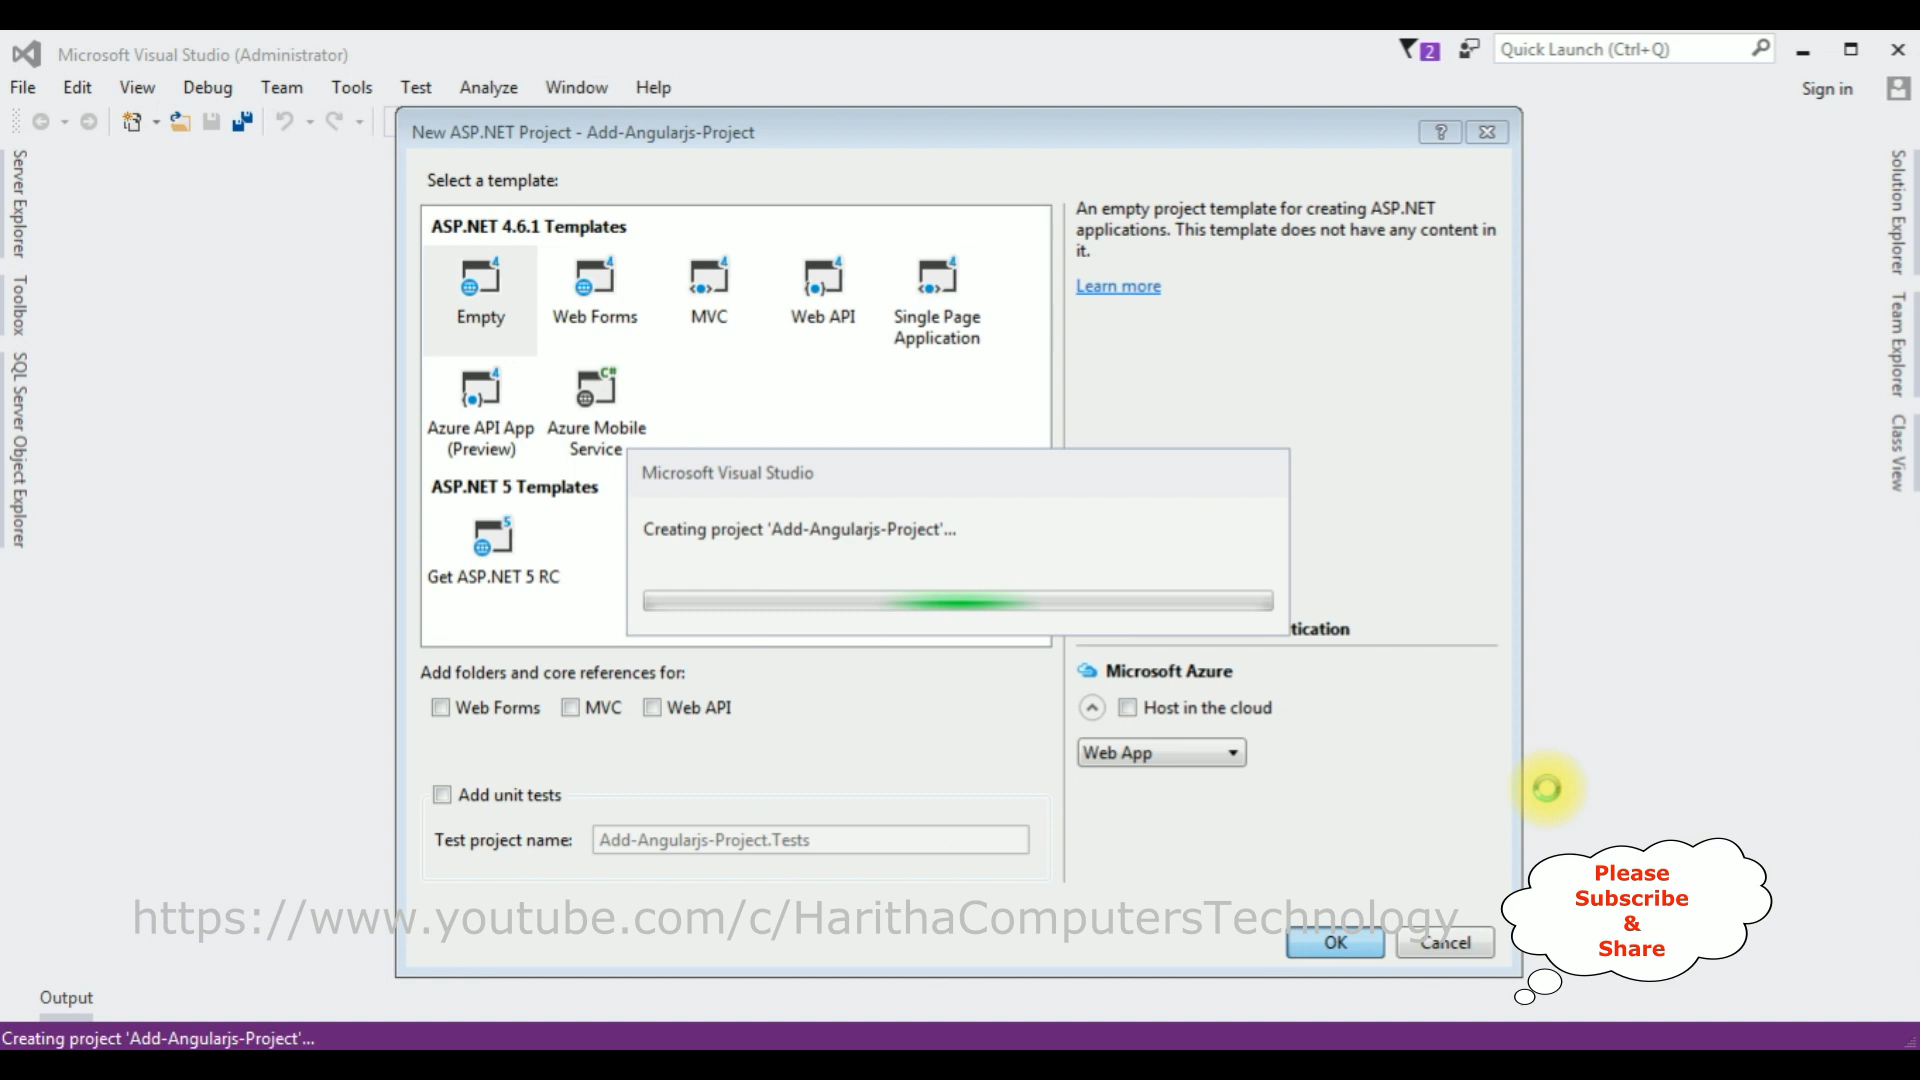 Microsoft Visual Studio (Administrator)
2
Quick Launch (Ctrl+Q)
File Edit View Debug Team Tools Test Analyze Window Help
Sign in
New ASP.NET Project - Add-Angularjs-Project
?
Server Explorer
Toolbox
SQL Server Object Explorer
Select a template:
ASP.NET 4.6.1 Templates
Empty
Web Forms
MVC
Web API
Single Page
Application
Azure API App
(Preview)
Azure Mobile
Service
ASP.NET 5 Templates
Get ASP.NET 5 RC
An empty project template for creating ASP.NET
applications. This template does not have any content in
it.
Learn more
Microsoft Visual Studio
Creating project 'Add-Angularjs-Project'...
tication
Add folders and core references for:
Web Forms MVC Web API
Microsoft Azure
Host in the cloud
Web App
Add unit tests
Test project name: Add-Angularjs-Project.Tests
https://www.youtube.com/c/HarithaComputersTechnology
OK Cancel
Please
Subscribe
&
Share
Solution Explorer
Team Explorer
Class View
Output
Creating project 'Add-Angularjs-Project'...